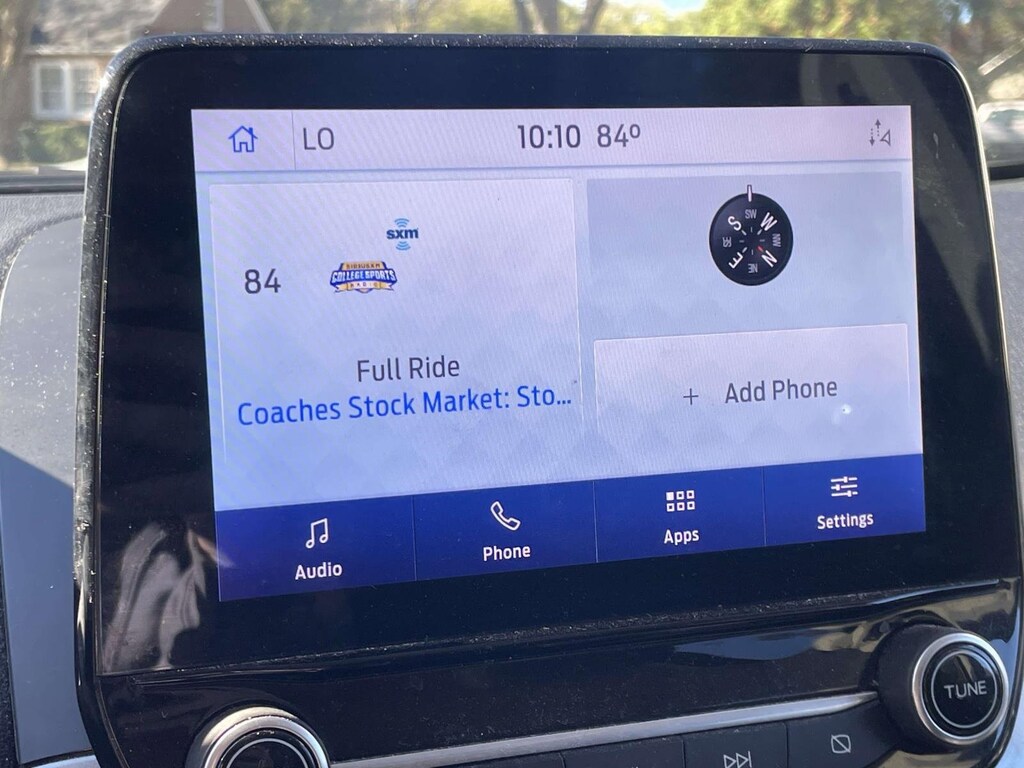 LO 10:10 84°
sxm
84
SIRIUSXM
COLLEGE SPORTS
RADIO
Full Ride
Coaches Stock Market: Sto...
SW
S W
SE NW
E N
NE
+ Add Phone
Audio Phone Apps Settings
TUNE